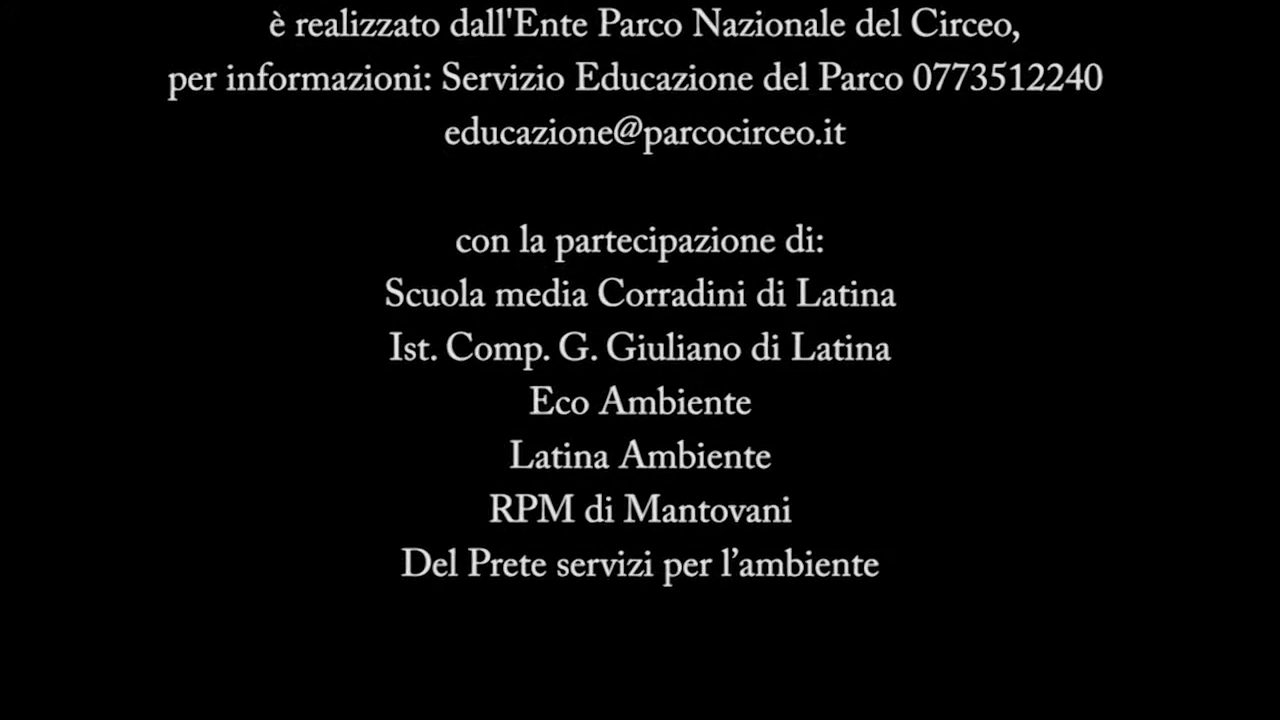 è realizzato dall'Ente Parco Nazionale del Circeo,
per informazioni: Servizio Educazione del Parco 0773512240
educazione@parcocirceo.it
con la partecipazione di:
Scuola media Corradini di Latina
Ist. Comp. G. Giuliano di Latina
Eco Ambiente
Latina Ambiente
RPM di Mantovani
Del Prete servizi per l’ambiente